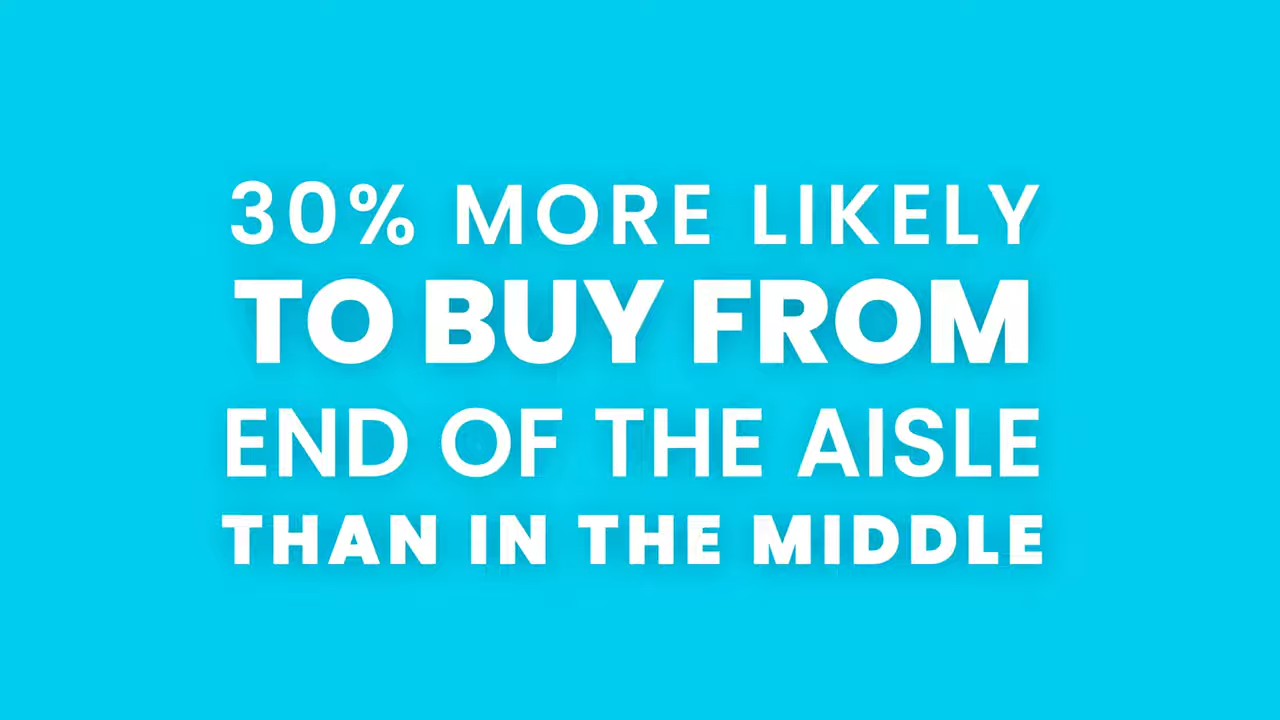 30% MORE LIKELY
TO BUY FROM
END OF THE AISLE
THAN IN THE MIDDLE